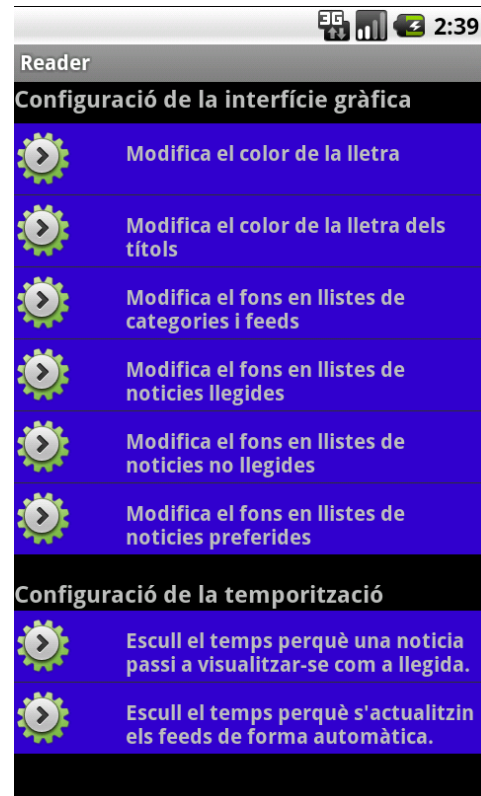 3G 2:39
Reader
Configuració de la interfície gràfica
Modifica el color de la lletra
Modifica el color de la lletra dels
títols
Modifica el fons en llistes de
categories i feeds
Modifica el fons en llistes de
noticies llegides
Modifica el fons en llistes de
noticies no llegides
Modifica el fons en llistes de
noticies preferides
Configuració de la temporització
Escull el temps perquè una noticia
passi a visualitzar-se com a llegida.
Escull el temps perquè s'actualitzin
els feeds de forma automàtica.